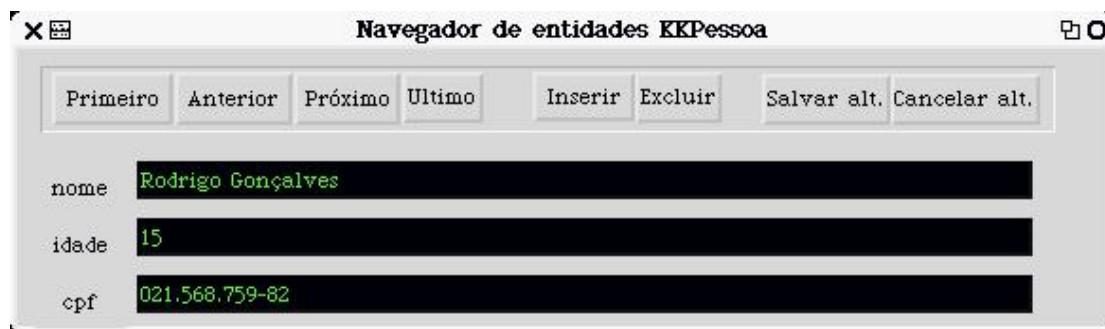 Navegador de entidades KKPessoa
Primeiro Anterior Próximo Ultimo Inserir Excluir Salvar alt. Cancelar alt.
nome Rodrigo Gonçalves
idade 15
cpf 021.568.759-82